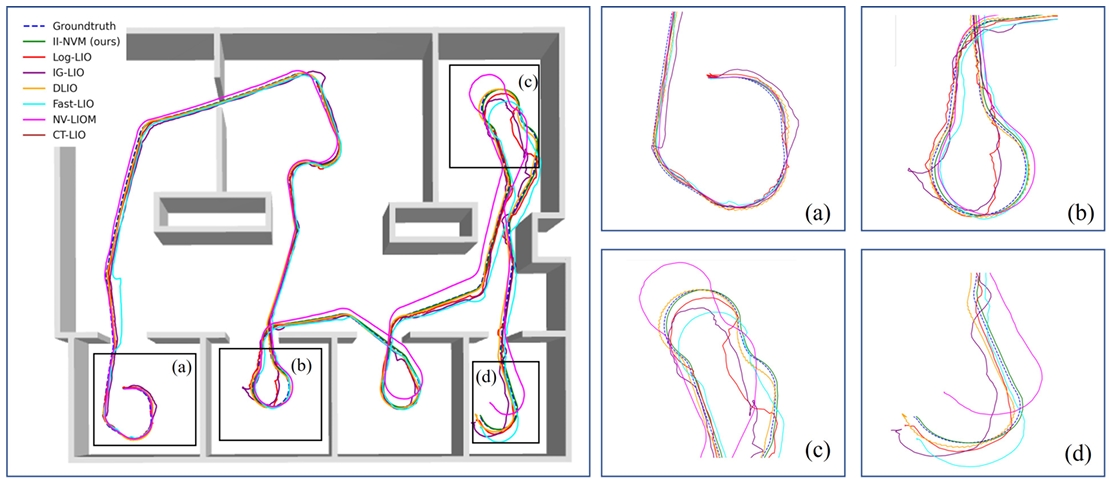 Groundtruth
II-NVM (ours)
Log-LIO
IG-LIO
DLIO
Fast-LIO
NV-LIOM
CT-LIO
(c)
(a)
(b)
(d)
(a)
(b)
(c)
(d)